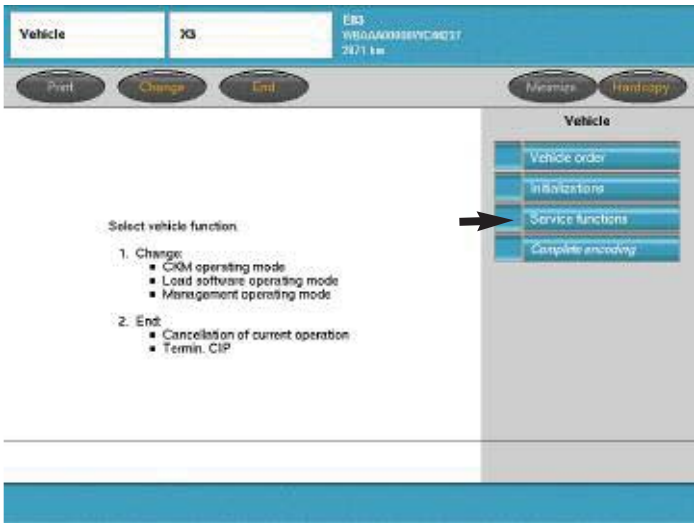 Vehicle
X3
E83
2871 km
Print
Change
End
Minimize
Hardcopy
Vehicle
Vehicle order
Initializations
Service functions
Complete encoding
Select vehicle function.
1. Change:
▪ CKM operating mode
▪ Load software operating mode
▪ Management operating mode
2. End:
▪ Cancellation of current operation
▪ Termin. CIP